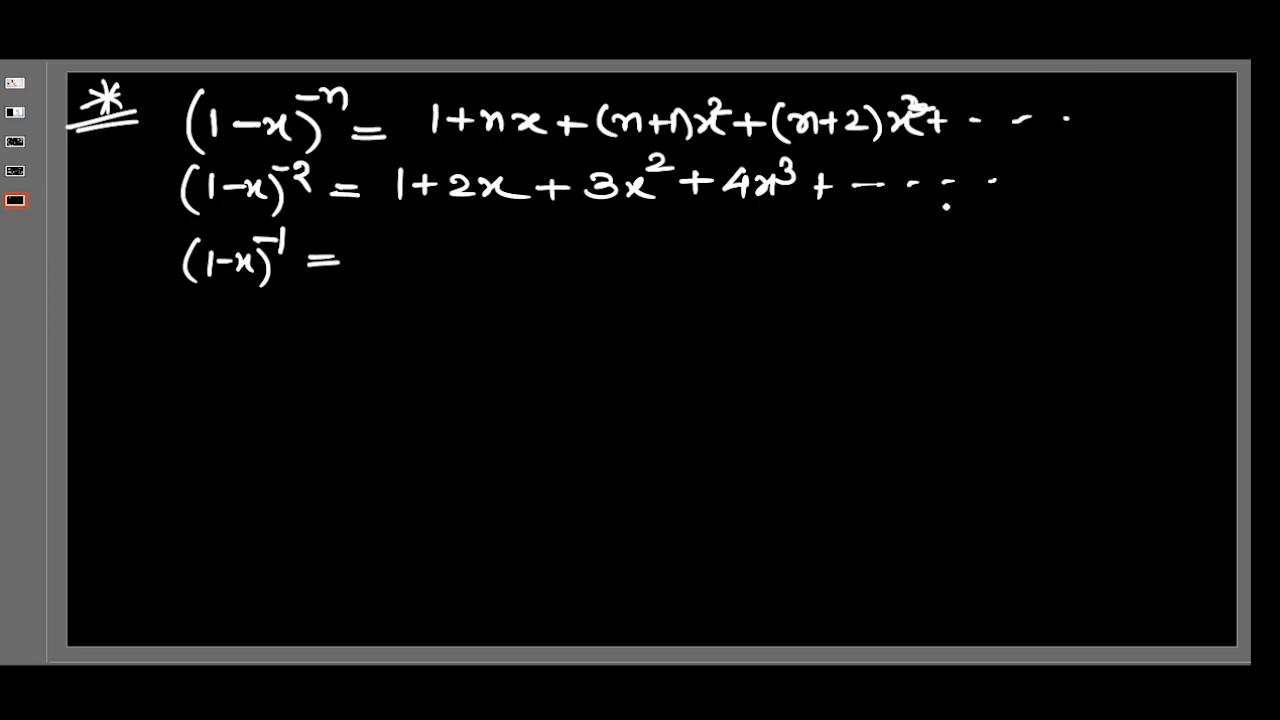 * (1-x)^{-n} = 1+nx+(n+1)x^2+(n+2)x^3+ - - .
(1-x)^{-2} = 1+2x+3x^2+4x^3+ - - - - .
(1-x)^{-1} =